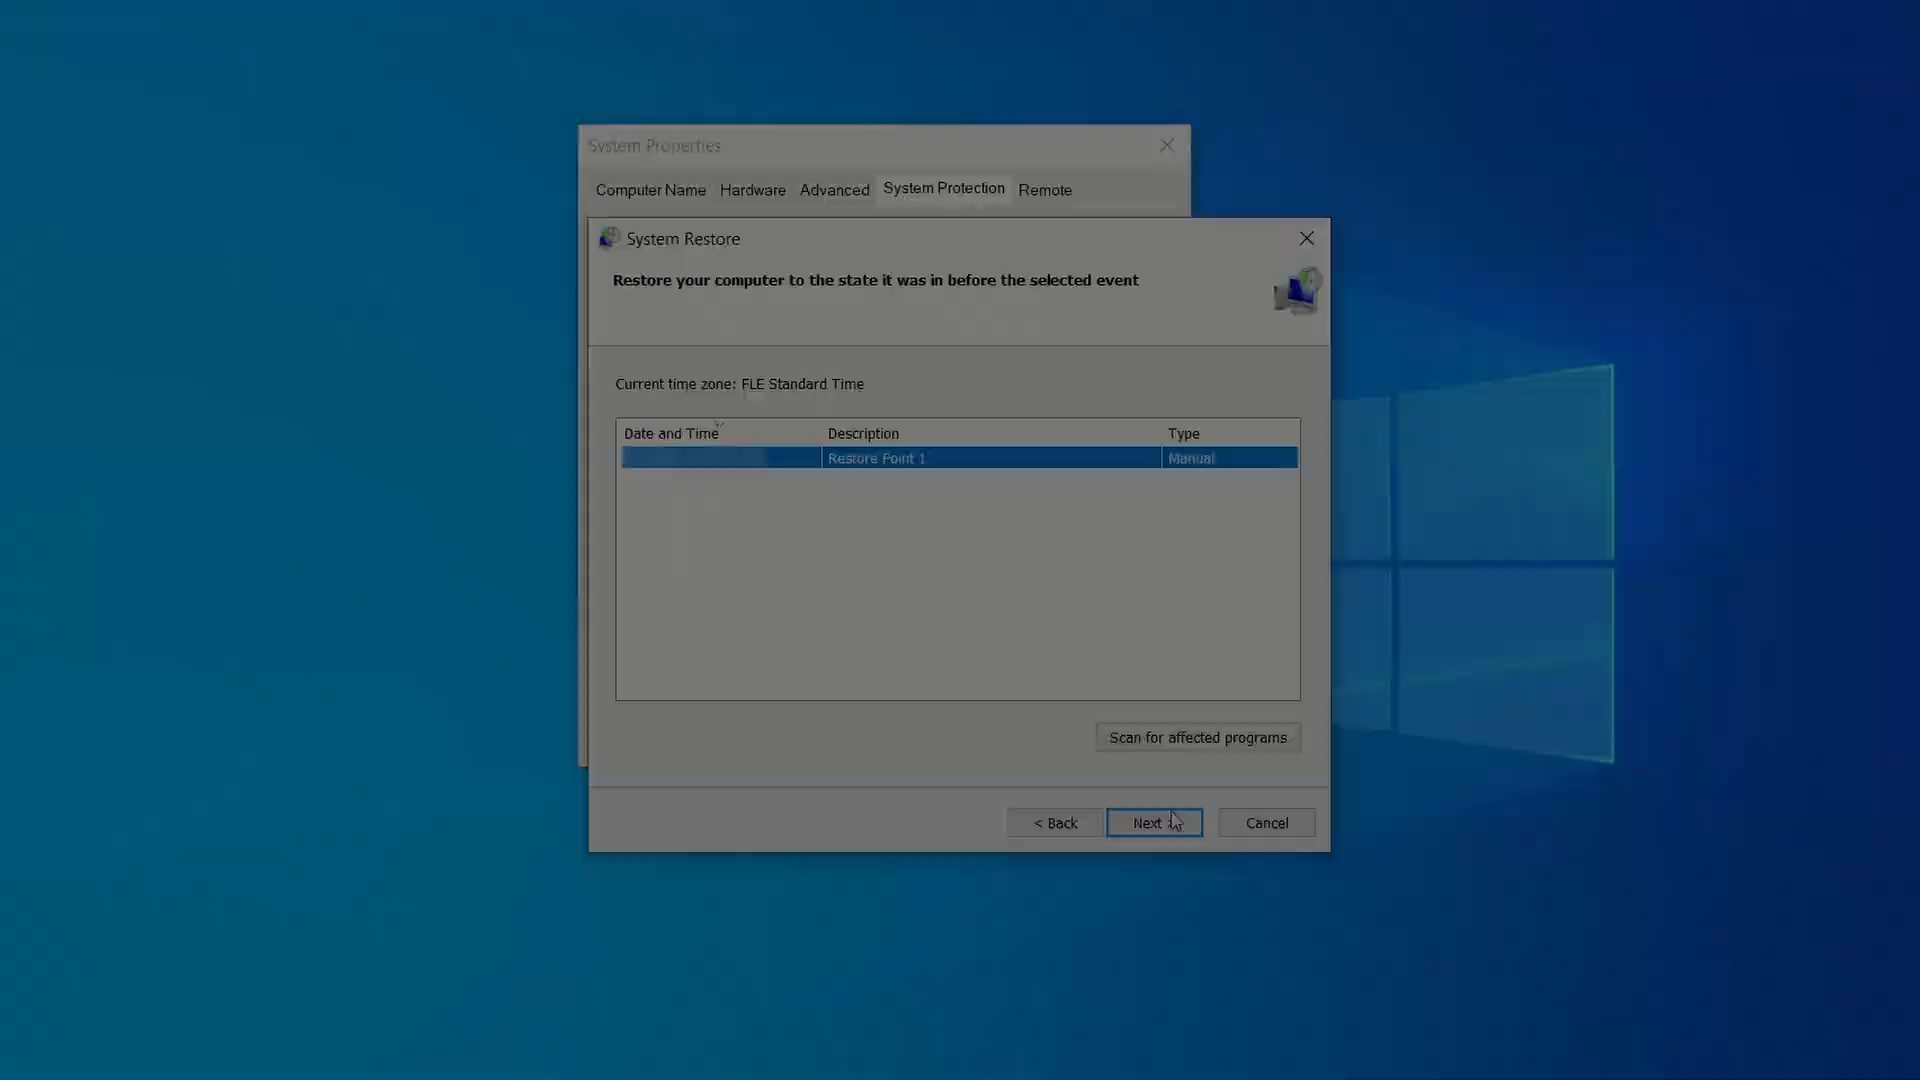 System Properties
Computer Name Hardware Advanced System Protection Remote
System Restore
Restore your computer to the state it was in before the selected event
Current time zone: FLE Standard Time
Date and Time Description Type
Restore Point 1 Manual
Scan for affected programs
< Back Next > Cancel